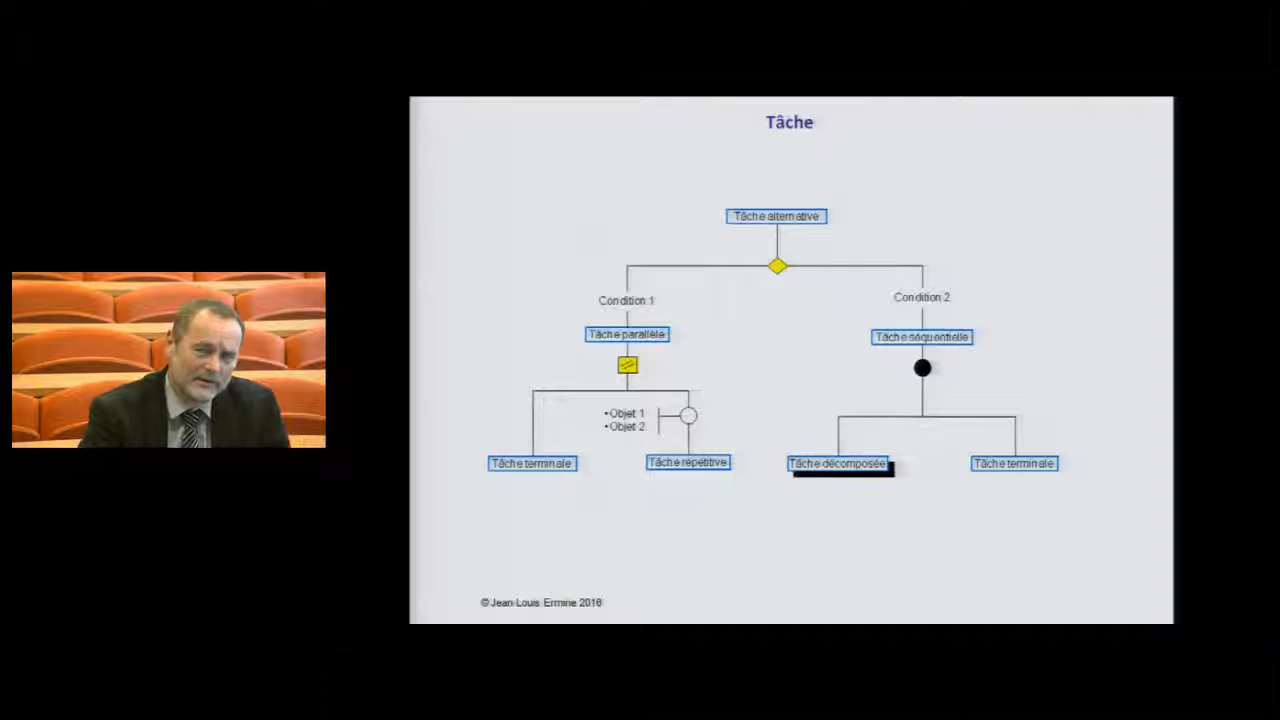 Tâche
Tâche alternative
Condition 1
Condition 2
Tâche parallèle
Tâche séquentielle
•Objet 1
•Objet 2
Tâche terminale
Tâche répétitive
Tâche décomposée
Tâche terminale
© Jean-Louis Ermine 2016